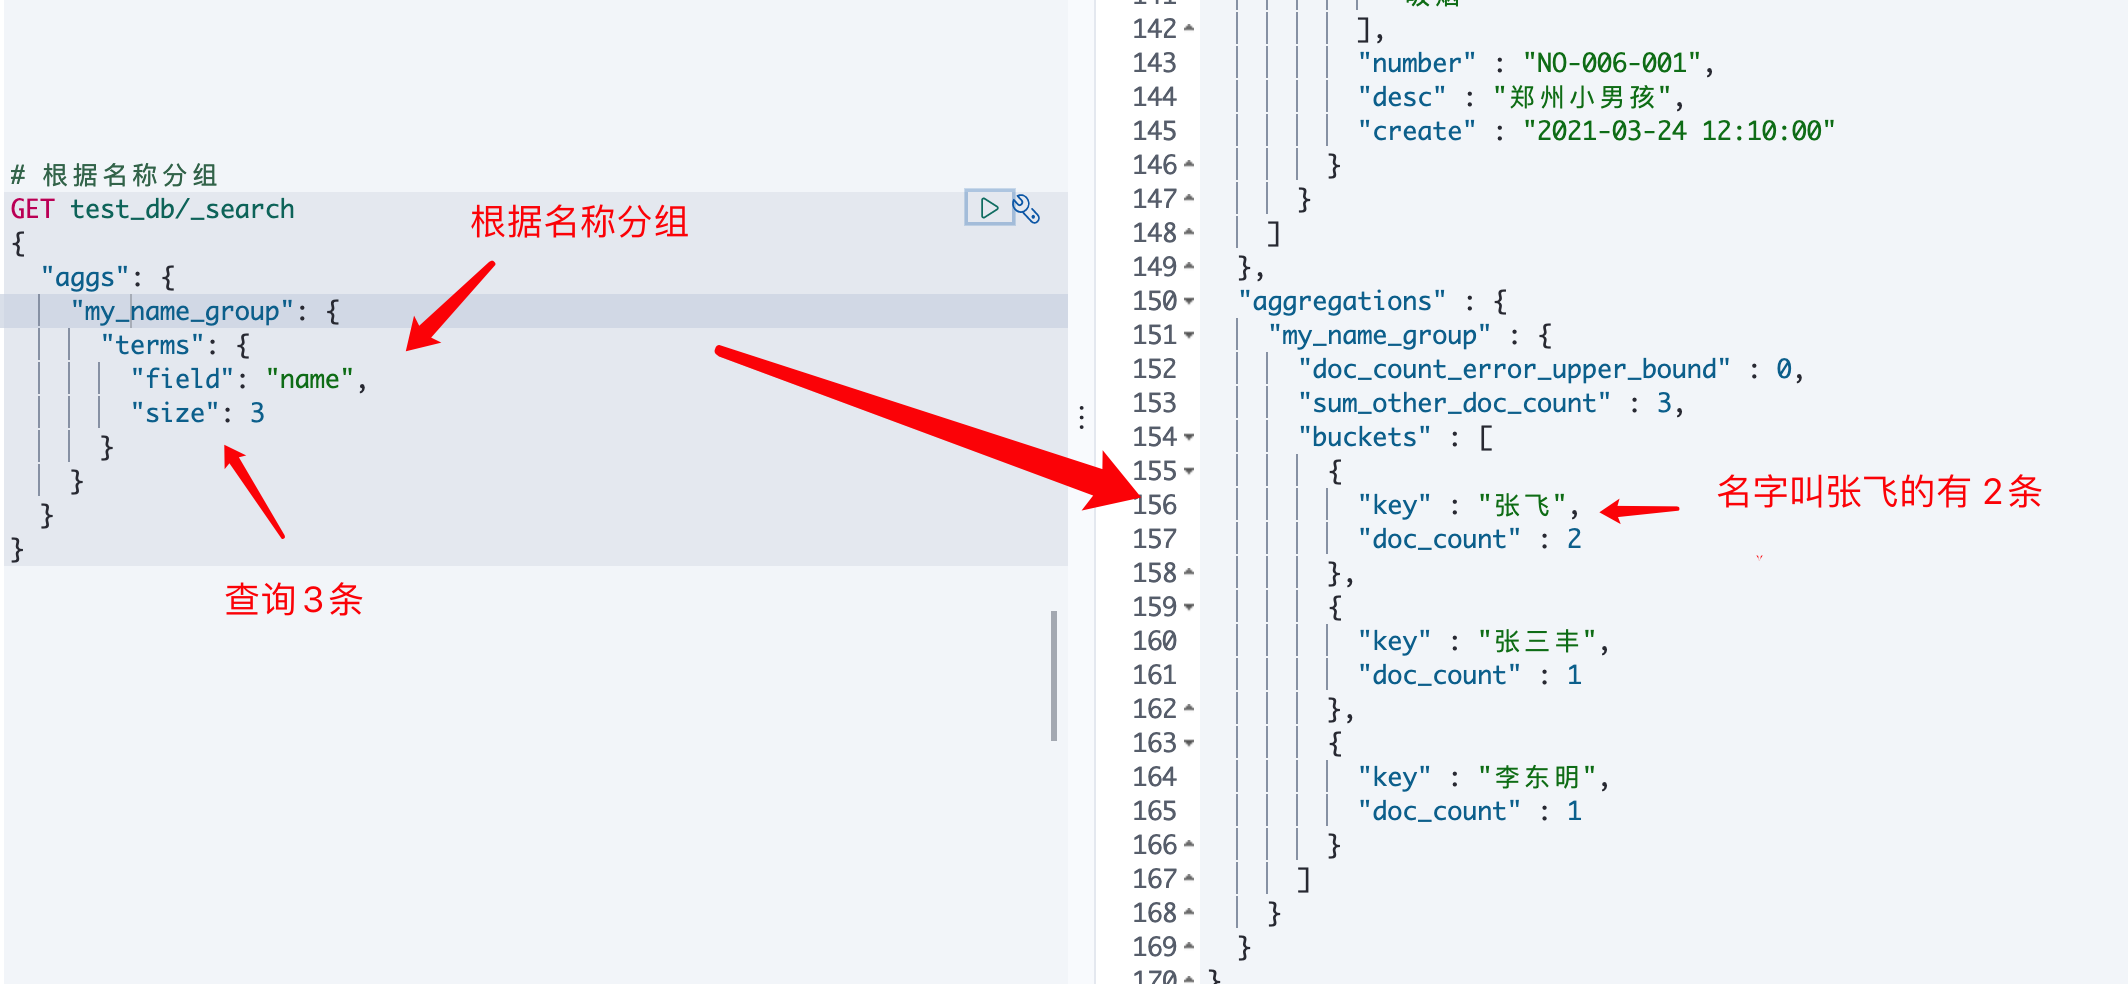 # 根据名称分组
GET test_db/_search
{
"aggs": {
"my_name_group": {
"terms": {
"field": "name",
"size": 3
}
}
}
}
根据名称分组
查询3条
142 ],
143 "number" : "NO-006-001",
144 "desc" : "郑州小男孩",
145 "create" : "2021-03-24 12:10:00"
146 }
147 }
148 ]
149 },
150 "aggregations" : {
151 "my_name_group" : {
152 "doc_count_error_upper_bound" : 0,
153 "sum_other_doc_count" : 3,
154 "buckets" : [
155 {
156 "key" : "张飞",
157 "doc_count" : 2
158 },
159 {
160 "key" : "张三丰",
161 "doc_count" : 1
162 },
163 {
164 "key" : "李东明",
165 "doc_count" : 1
166 }
167 ]
168 }
169 }
170 }
名字叫张飞的有 2条